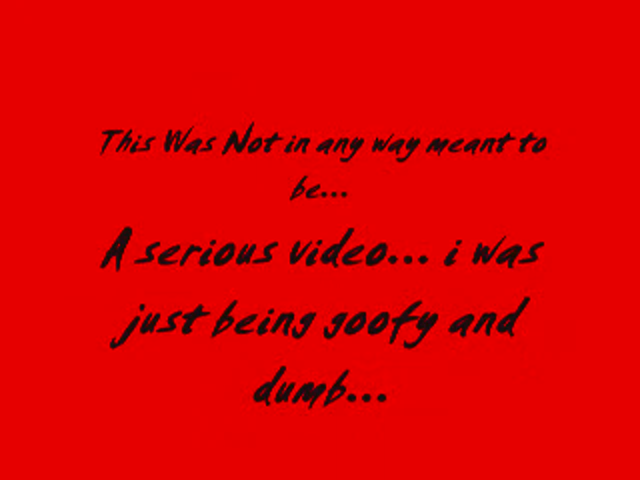 This Was Not in any way meant to
be...
A serious video... i was
just being goofy and
dumb...